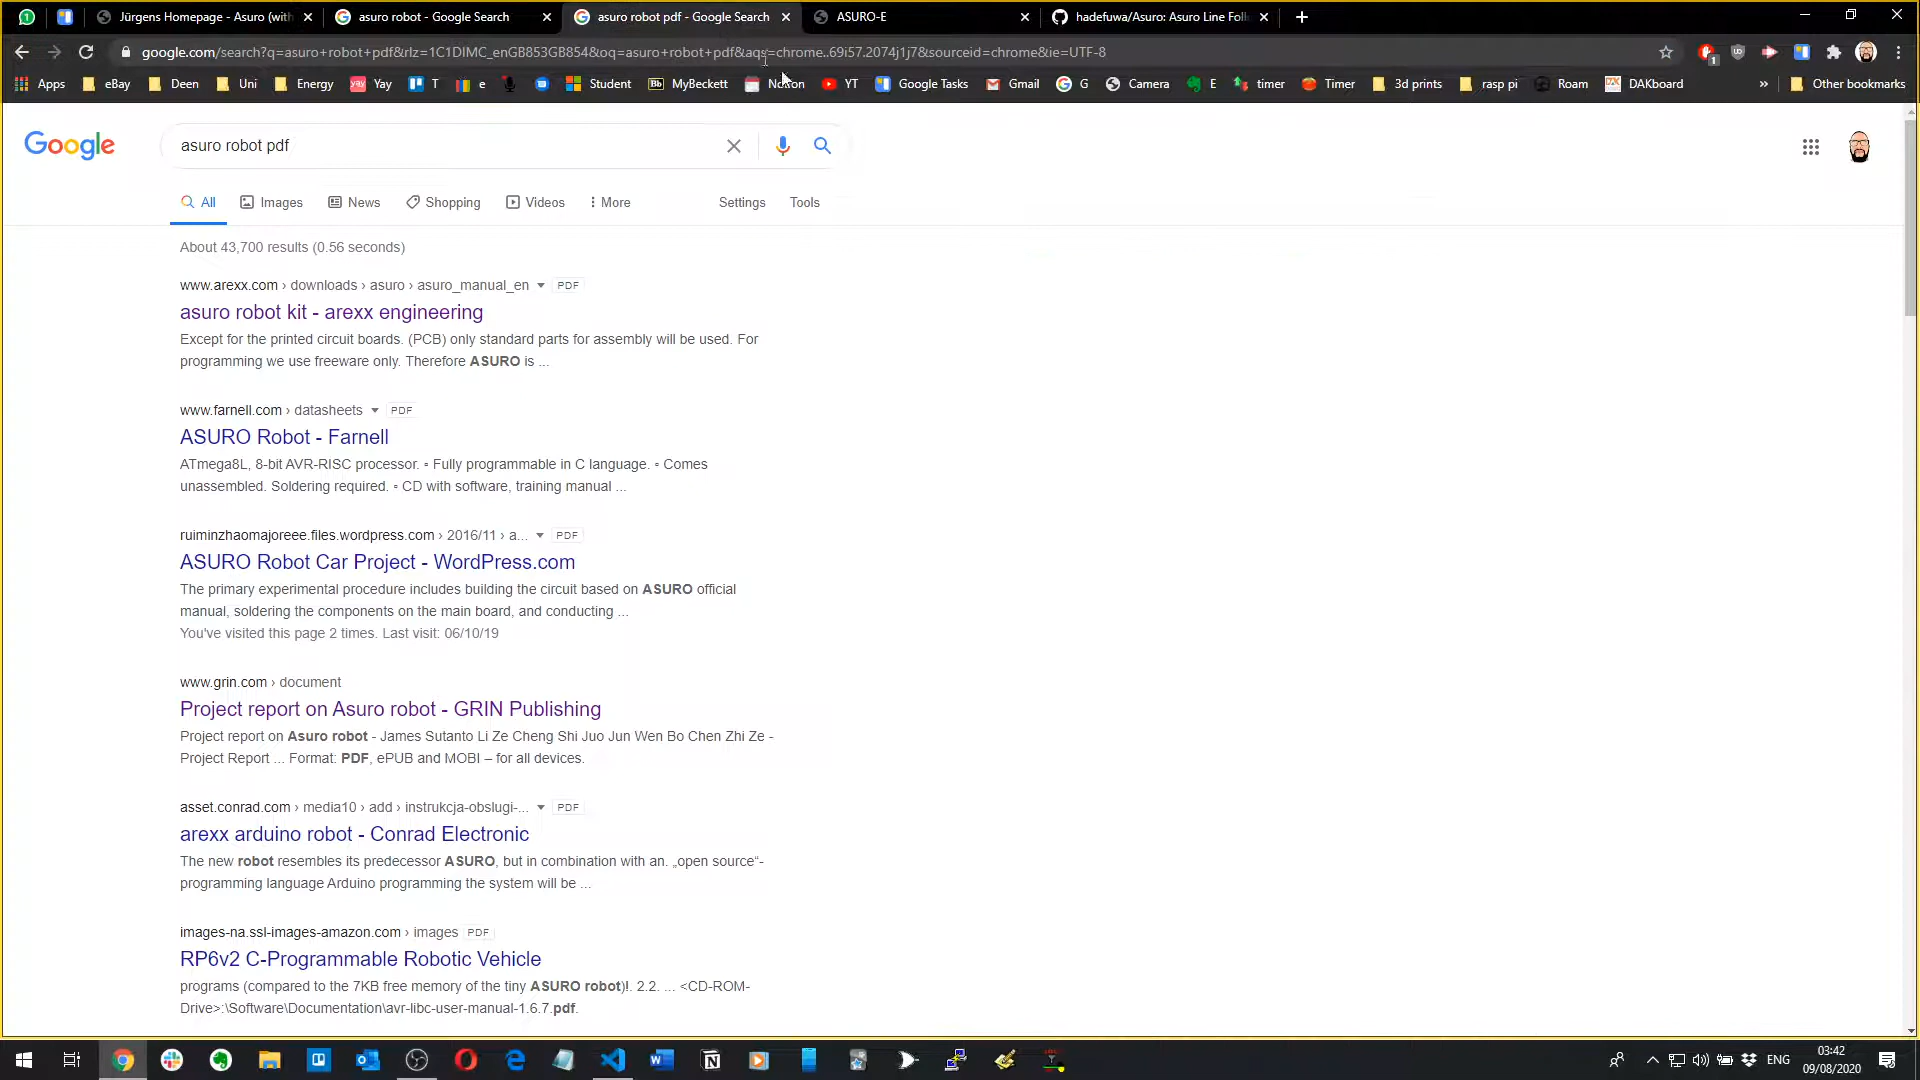 Jürgens Homepage - Asuro (with
asuro robot - Google Search
asuro robot pdf - Google Search
ASURO-E
hadefuwa/Asuro: Asuro Line Foll
google.com/search?q=asuro+robot+pdf&rlz=1C1DIMC_enGB853GB854&oq=asuro+robot+pdf&aqs=chrome..69i57.2074j1j7&sourceid=chrome&ie=UTF-8
Apps eBay Deen Uni Energy Yay T e Student Bb MyBeckett YT Google Tasks Gmail G Camera E timer Timer 3d prints rasp pi Roam DAKboard » Other bookmarks
Google
asuro robot pdf
All Images News Shopping Videos More Settings Tools
About 43,700 results (0.56 seconds)
www.arexx.com › downloads › asuro › asuro_manual_en PDF
asuro robot kit - arexx engineering
Except for the printed circuit boards. (PCB) only standard parts for assembly will be used. For
programming we use freeware only. Therefore ASURO is ...
www.farnell.com › datasheets PDF
ASURO Robot - Farnell
ATmega8L, 8-bit AVR-RISC processor. ▫ Fully programmable in C language. ▫ Comes
unassembled. Soldering required. ▫ CD with software, training manual ...
ruiminzhaomajoreee.files.wordpress.com › 2016/11 › a... PDF
ASURO Robot Car Project - WordPress.com
The primary experimental procedure includes building the circuit based on ASURO official
manual, soldering the components on the main board, and conducting ...
You've visited this page 2 times. Last visit: 06/10/19
www.grin.com › document
Project report on Asuro robot - GRIN Publishing
Project report on Asuro robot - James Sutanto Li Ze Cheng Shi Juo Jun Wen Bo Chen Zhi Ze -
Project Report ... Format: PDF, ePUB and MOBI – for all devices.
asset.conrad.com › media10 › add › instrukcja-obslugi-... PDF
arexx arduino robot - Conrad Electronic
The new robot resembles its predecessor ASURO, but in combination with an. „open source“-
programming language Arduino programming the system will be ...
images-na.ssl-images-amazon.com › images PDF
RP6v2 C-Programmable Robotic Vehicle
programs (compared to the 7KB free memory of the tiny ASURO robot)!. 2.2. ... <CD-ROM-
Drive>:\Software\Documentation\avr-libc-user-manual-1.6.7.pdf.
ENG
03:42
09/08/2020